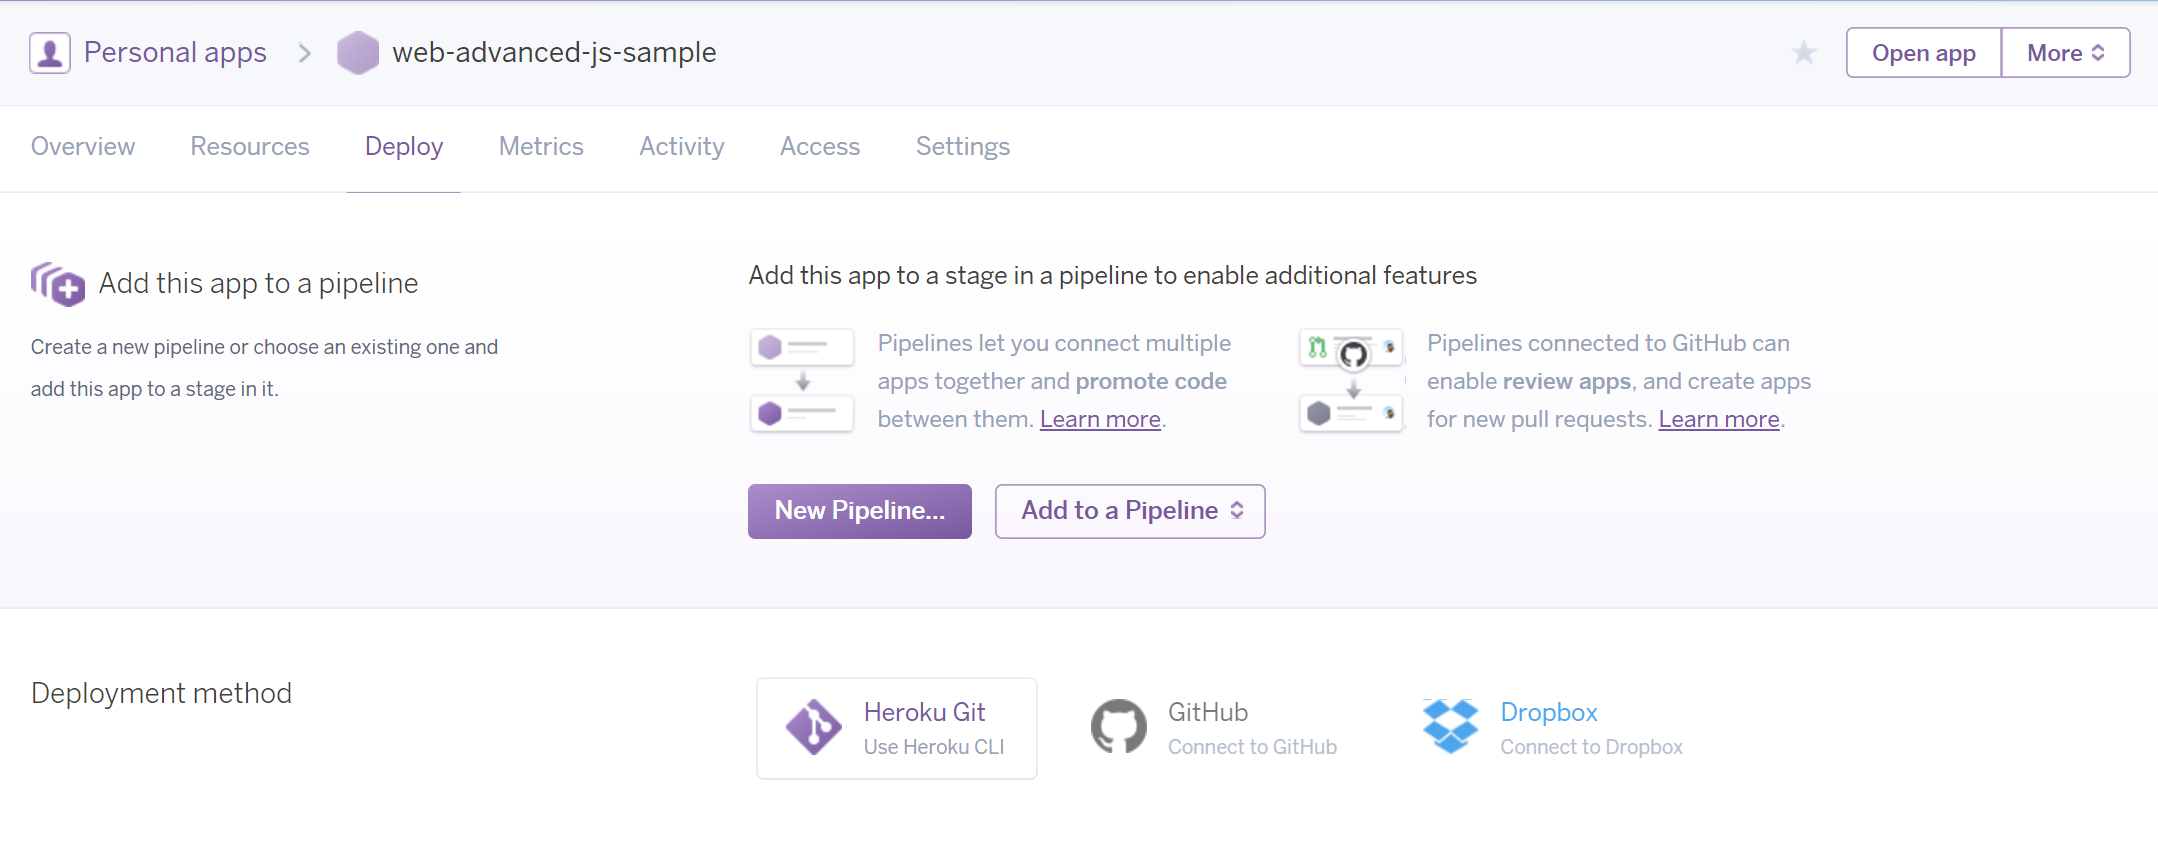 Personal apps
web-advanced-js-sample
Open app
More
Overview
Resources
Deploy
Metrics
Activity
Access
Settings
Add this app to a pipeline
Create a new pipeline or choose an existing one and
add this app to a stage in it.
Add this app to a stage in a pipeline to enable additional features
Pipelines let you connect multiple
apps together and promote code
between them. Learn more.
Pipelines connected to GitHub can
enable review apps, and create apps
for new pull requests. Learn more.
New Pipeline...
Add to a Pipeline
Deployment method
Heroku Git
Use Heroku CLI
GitHub
Connect to GitHub
Dropbox
Connect to Dropbox